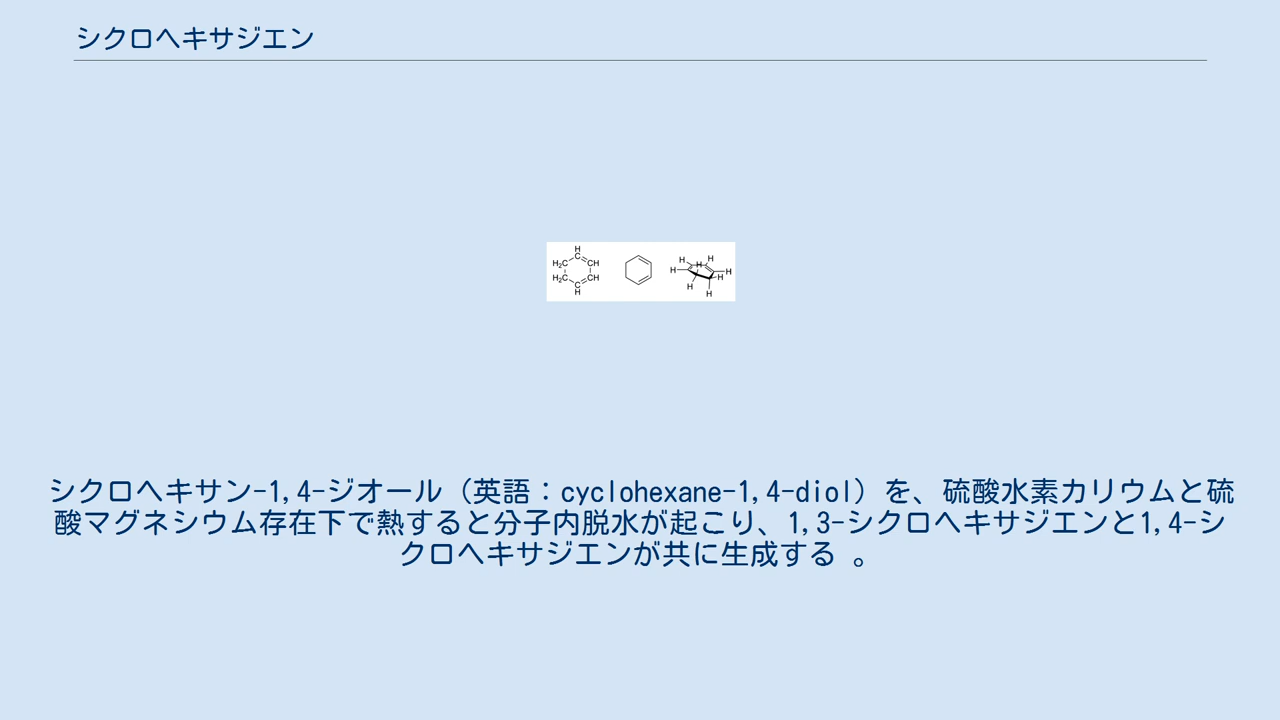 シクロヘキサジエン
H
C
H2C CH
H2C CH
C
H
H H H
H H
H
H H
シクロヘキサン-1,4-ジオール（英語：cyclohexane-1,4-diol）を、硫酸水素カリウムと硫
酸マグネシウム存在下で熱すると分子内脱水が起こり、1,3-シクロヘキサジエンと1,4-シ
クロヘキサジエンが共に生成する 。